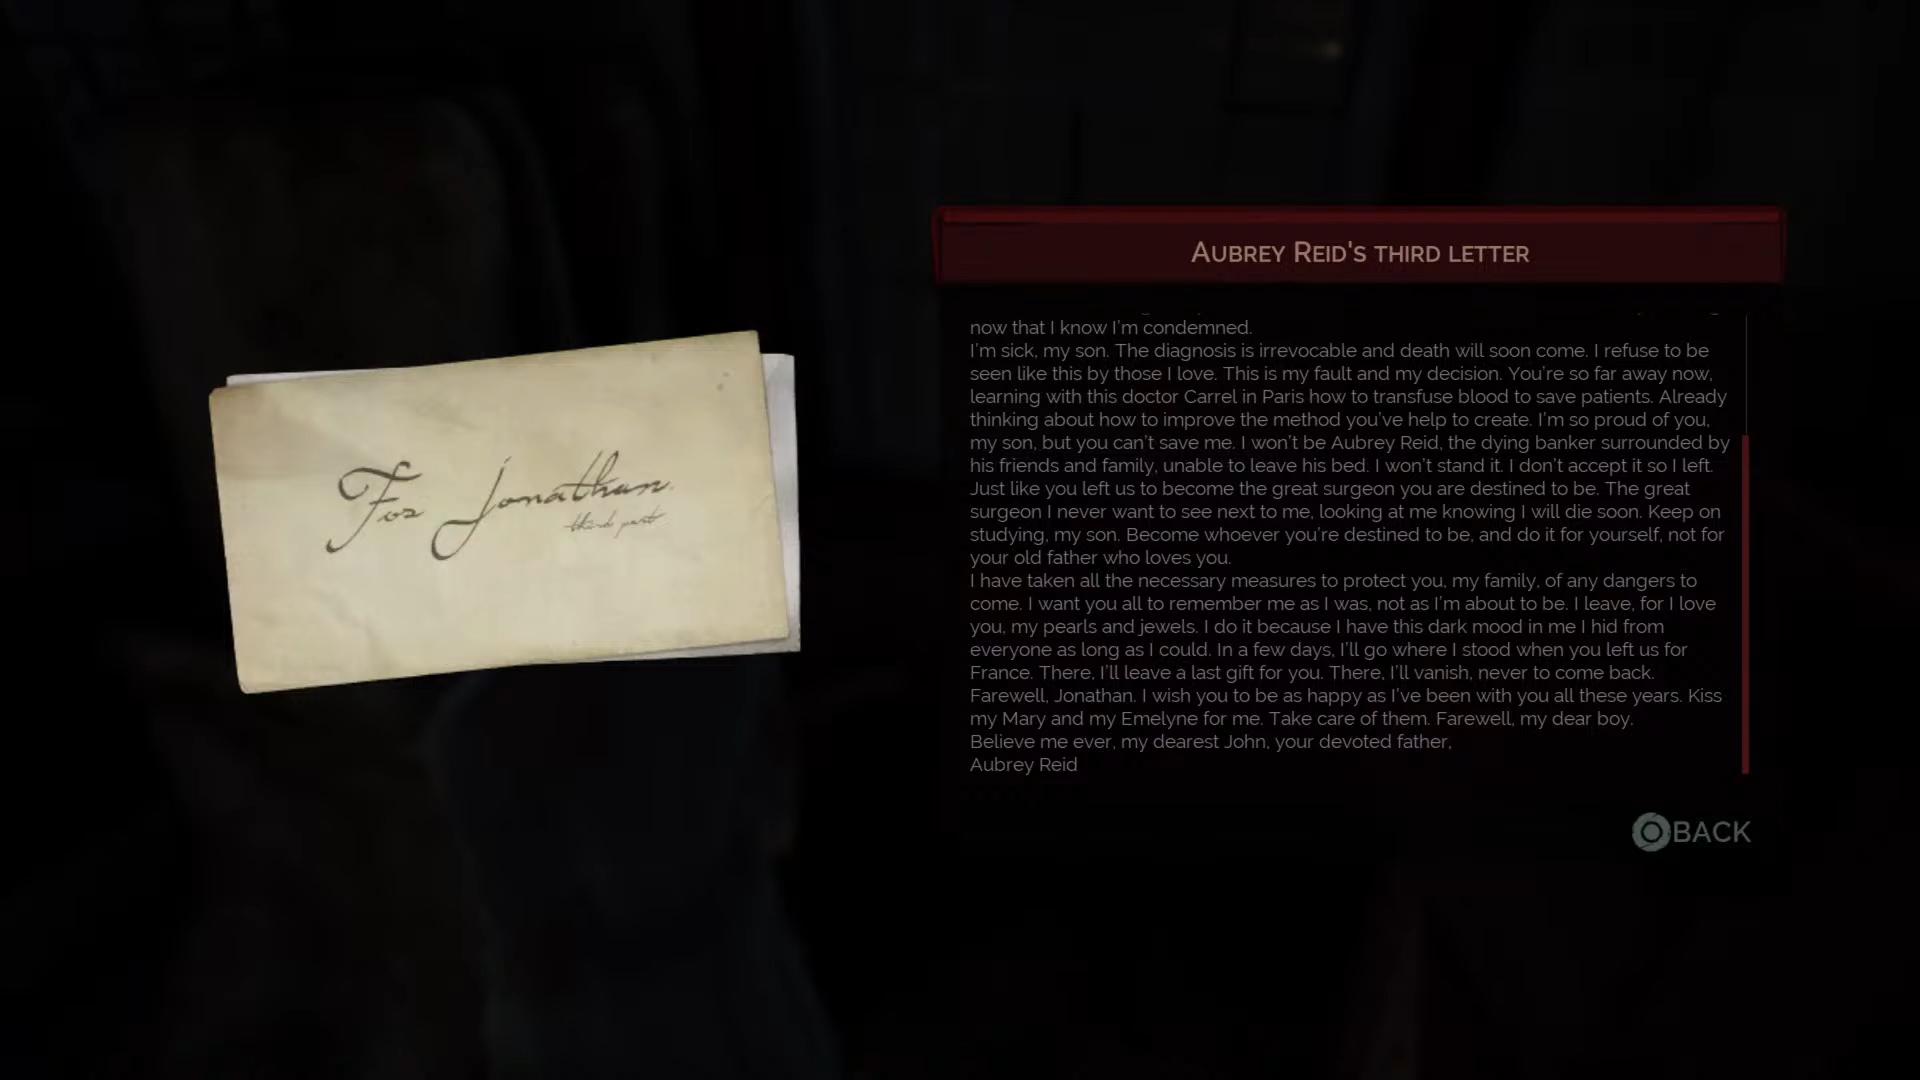 For Jonathan.
third part
AUBREY REID'S THIRD LETTER
now that I know I'm condemned.
I'm sick, my son. The diagnosis is irrevocable and death will soon come. I refuse to be
seen like this by those I love. This is my fault and my decision. You're so far away now,
learning with this doctor Carrel in Paris how to transfuse blood to save patients. Already
thinking about how to improve the method you've help to create. I'm so proud of you,
my son, but you can't save me. I won't be Aubrey Reid, the dying banker surrounded by
his friends and family, unable to leave his bed. I won't stand it. I don't accept it so I left.
Just like you left us to become the great surgeon you are destined to be. The great
surgeon I never want to see next to me, looking at me knowing I will die soon. Keep on
studying, my son. Become whoever you're destined to be, and do it for yourself, not for
your old father who loves you.
I have taken all the necessary measures to protect you, my family, of any dangers to
come. I want you all to remember me as I was, not as I'm about to be. I leave, for I love
you, my pearls and jewels. I do it because I have this dark mood in me I hid from
everyone as long as I could. In a few days, I'll go where I stood when you left us for
France. There, I'll leave a last gift for you. There, I'll vanish, never to come back.
Farewell, Jonathan. I wish you to be as happy as I've been with you all these years. Kiss
my Mary and my Emelyne for me. Take care of them. Farewell, my dear boy.
Believe me ever, my dearest John, your devoted father,
Aubrey Reid
BACK